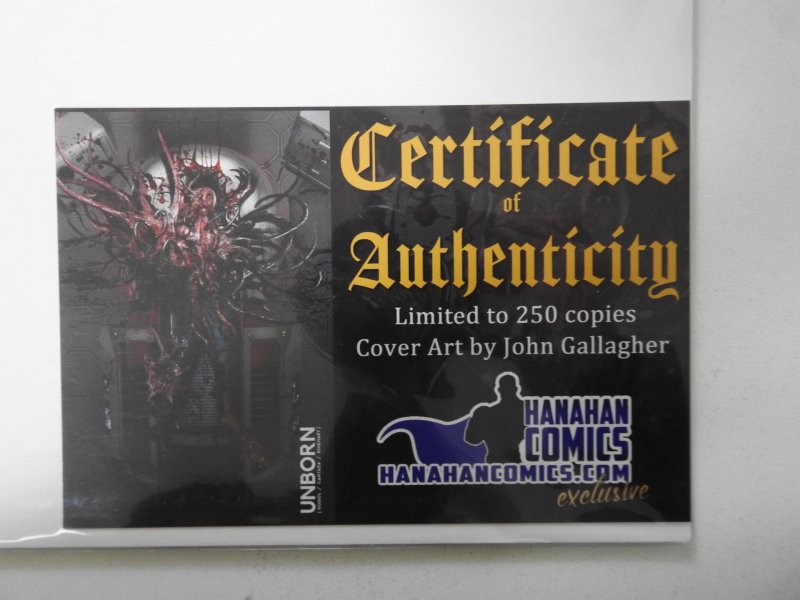 Certificate
of
Authenticity
Limited to 250 copies
Cover Art by John Gallagher
HANAHAN
COMICS
HANAHANCOMICS.COM
exclusive
UNBORN